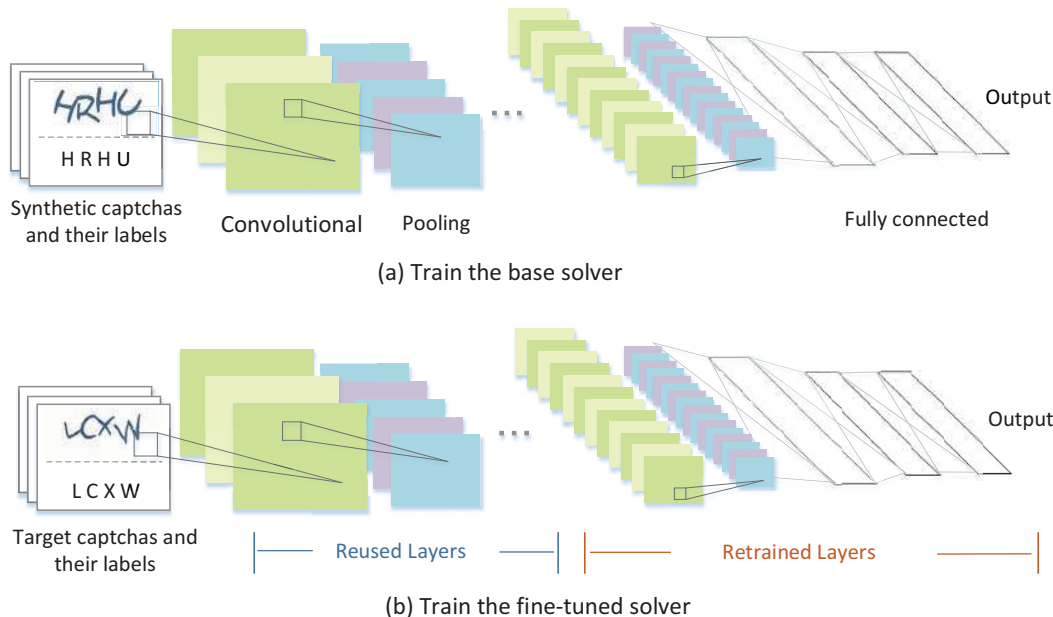 HRHU
H R H U
Synthetic captchas
and their labels
Convolutional
Pooling
Fully connected
Output
(a) Train the base solver
LCXW
L C X W
Target captchas and
their labels
Reused Layers
Retrained Layers
Output
(b) Train the fine-tuned solver